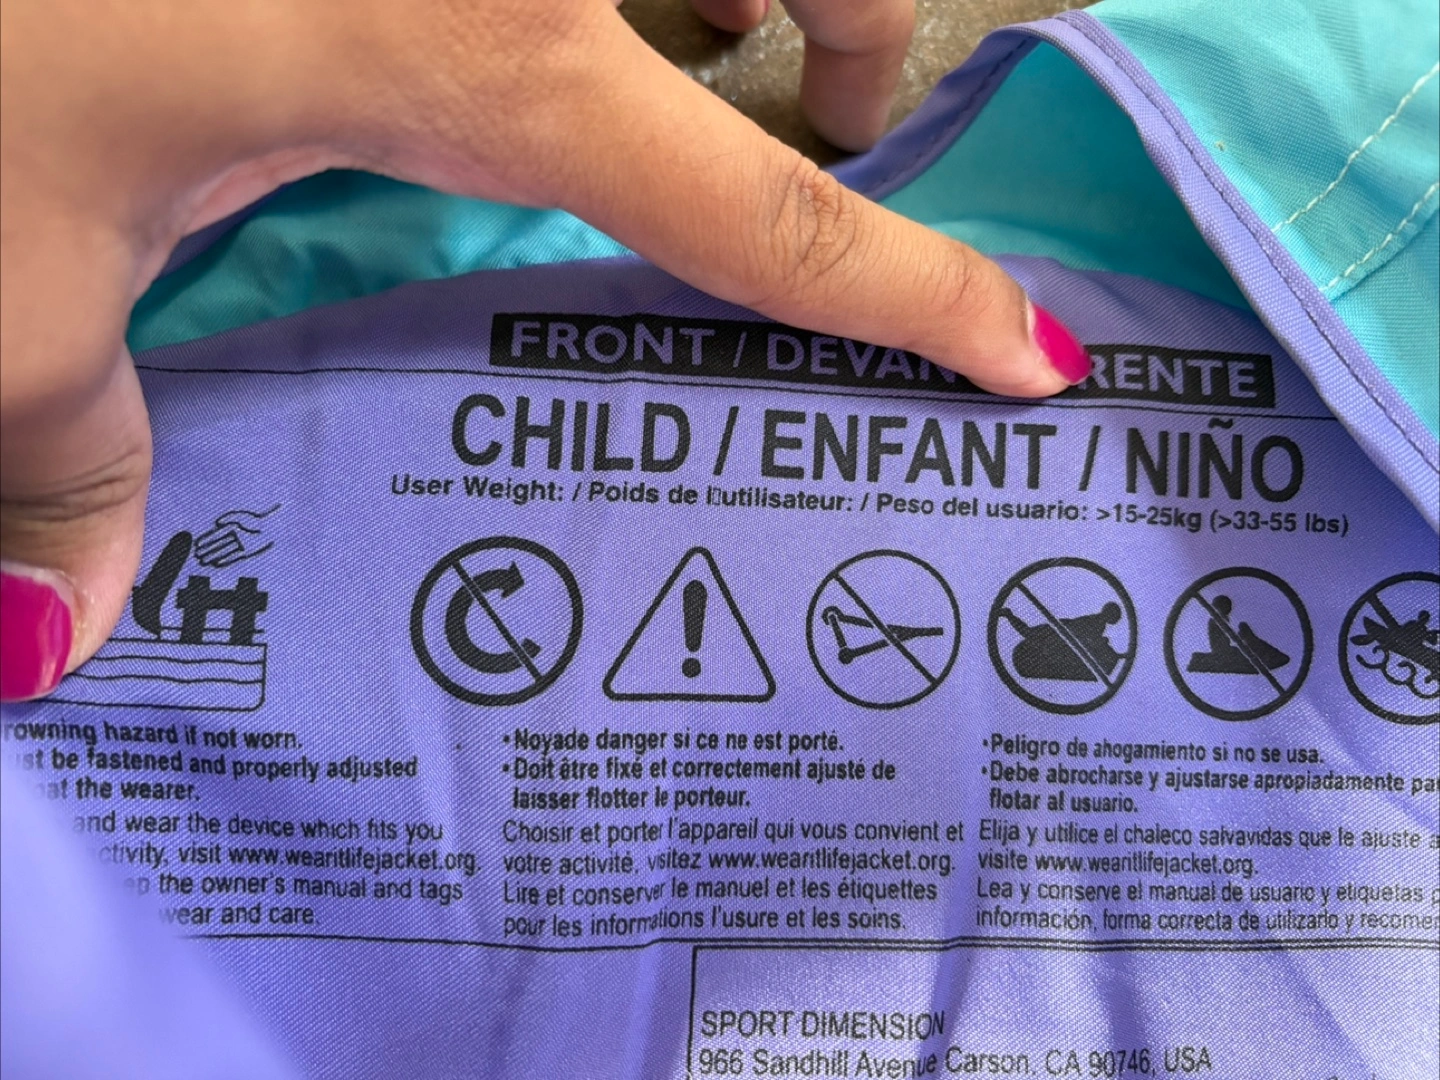 FRONT / DEVAN RENTE
CHILD / ENFANT / NIÑO
User Weight: / Poids de l▯utilisateur: / Peso del usuario: >15-25kg (>33-55 lbs)
hazard if not worn.
be fastened and properly adjusted
the wearer.
and wear the device which fits you
visit www.wearitlifejacket.org.
the owner's manual and tags
wear and care.
•Noyade danger si ce ne est porté.
•Doit être fixé et correctement ajusté de
laisser flotter le porteur.
Choisir et porter l'appareil qui vous convient et
votre activité, visitez www.wearitlifejacket.org.
Lire et conserver le manuel et les étiquettes
pour les informations l'usure et les soins.
•Peligro de ahogamiento si no se usa.
•Debe abrocharse y ajustarse apropiadamente
flotar al usuario.
Elija y utilice el chaleco salvavidas que le ajuste
visite www.wearitlifejacket.org.
Lea y conserve el manual de usuario y etiquetas
información, forma correcta de utilizarlo y
SPORT DIMENSION
966 Sandhill Avenue Carson, CA 90746, USA